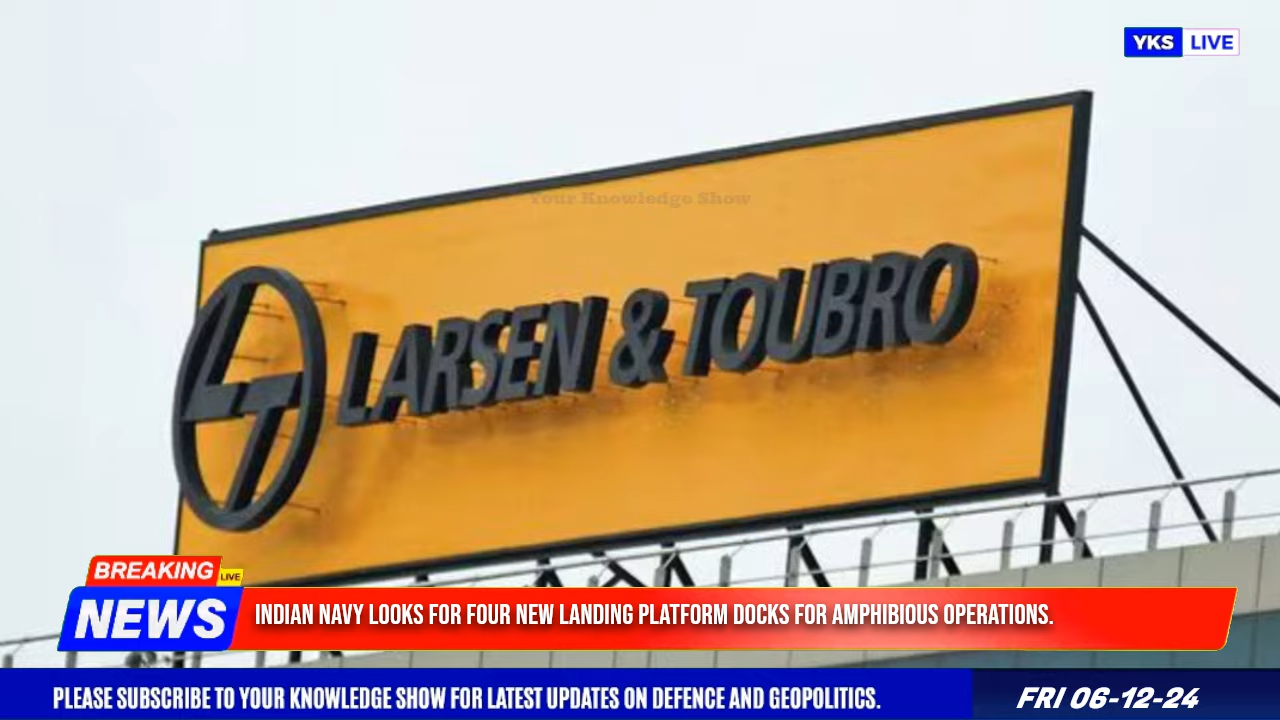 YKS LIVE
Your Knowledge Show
LT
LARSEN & TOUBRO
BREAKING
LIVE
NEWS
INDIAN NAVY LOOKS FOR FOUR NEW LANDING PLATFORM DOCKS FOR AMPHIBIOUS OPERATIONS.
PLEASE SUBSCRIBE TO YOUR KNOWLEDGE SHOW FOR LATEST UPDATES ON DEFENCE AND GEOPOLITICS.
FRI 06-12-24